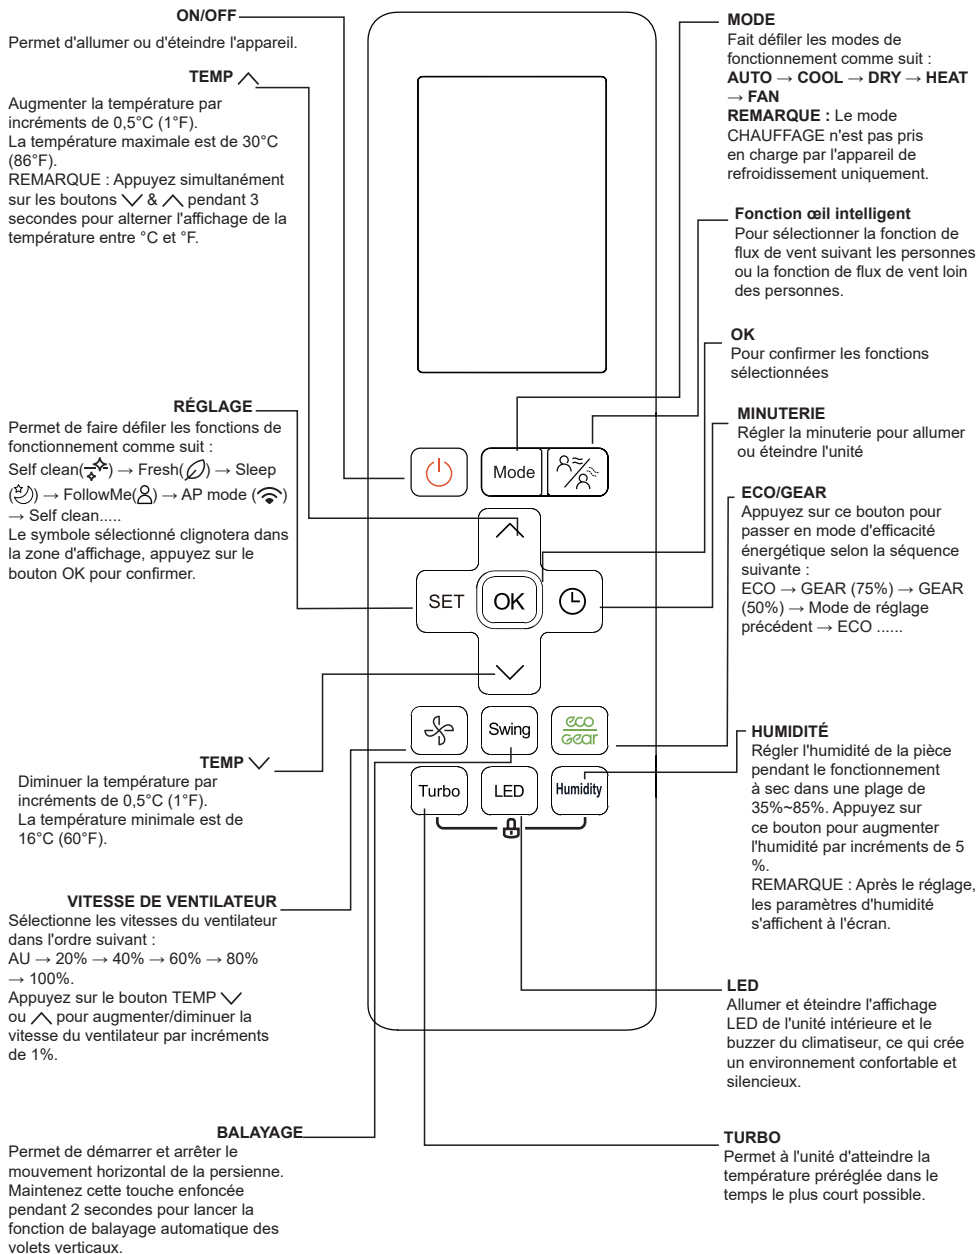 ON/OFF
Permet d'allumer ou d'éteindre l'appareil.
TEMP
Augmenter la température par
incréments de 0,5°C (1°F).
La température maximale est de 30°C
(86°F).
REMARQUE : Appuyez simultanément
sur les boutons & pendant 3
secondes pour alterner l'affichage de la
température entre °C et °F.
RÉGLAGE
Permet de faire défiler les fonctions de
fonctionnement comme suit :
Self clean( ) → Fresh( ) → Sleep
( ) → FollowMe( ) → AP mode ( )
→ Self clean.....
Le symbole sélectionné clignotera dans
la zone d'affichage, appuyez sur le
bouton OK pour confirmer.
TEMP
Diminuer la température par
incréments de 0,5°C (1°F).
La température minimale est de
16°C (60°F).
VITESSE DE VENTILATEUR
Sélectionne les vitesses du ventilateur
dans l'ordre suivant :
AU → 20% → 40% → 60% → 80%
→ 100%.
Appuyez sur le bouton TEMP
ou pour augmenter/diminuer la
vitesse du ventilateur par incréments
de 1%.
BALAYAGE
Permet de démarrer et arrêter le
mouvement horizontal de la persienne.
Maintenez cette touche enfoncée
pendant 2 secondes pour lancer la
fonction de balayage automatique des
volets verticaux.
Mode
SET
OK
Swing
eco
Gear
Turbo
LED
Humidity
MODE
Fait défiler les modes de
fonctionnement comme suit :
AUTO → COOL → DRY → HEAT
→ FAN
REMARQUE : Le mode
CHAUFFAGE n'est pas pris
en charge par l'appareil de
refroidissement uniquement.
Fonction œil intelligent
Pour sélectionner la fonction de
flux de vent suivant les personnes
ou la fonction de flux de vent loin
des personnes.
OK
Pour confirmer les fonctions
sélectionnées
MINUTERIE
Régler la minuterie pour allumer
ou éteindre l'unité
ECO/GEAR
Appuyez sur ce bouton pour
passer en mode d'efficacité
énergétique selon la séquence
suivante :
ECO → GEAR (75%) → GEAR
(50%) → Mode de réglage
précédent → ECO ......
HUMIDITÉ
Régler l'humidité de la pièce
pendant le fonctionnement
à sec dans une plage de
35%~85%. Appuyez sur
ce bouton pour augmenter
l'humidité par incréments de 5
%.
REMARQUE : Après le réglage,
les paramètres d'humidité
s'affichent à l'écran.
LED
Allumer et éteindre l'affichage
LED de l'unité intérieure et le
buzzer du climatiseur, ce qui crée
un environnement confortable et
silencieux.
TURBO
Permet à l'unité d'atteindre la
température préréglée dans le
temps le plus court possible.